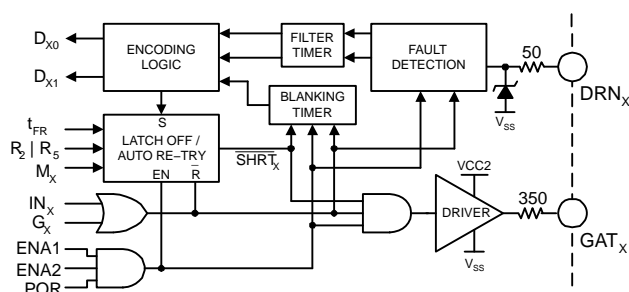 D_X0
ENCODING LOGIC
FILTER TIMER
FAULT DETECTION
50
DRN_X
D_X1
BLANKING TIMER
V_SS
S
t_FR
LATCH OFF / AUTO RE−TRY
R_2 | R_5
SHRT_X
M_X
EN
R
VCC2
IN_X
G_X
DRIVER
350
GAT_X
V_SS
ENA1
ENA2
POR